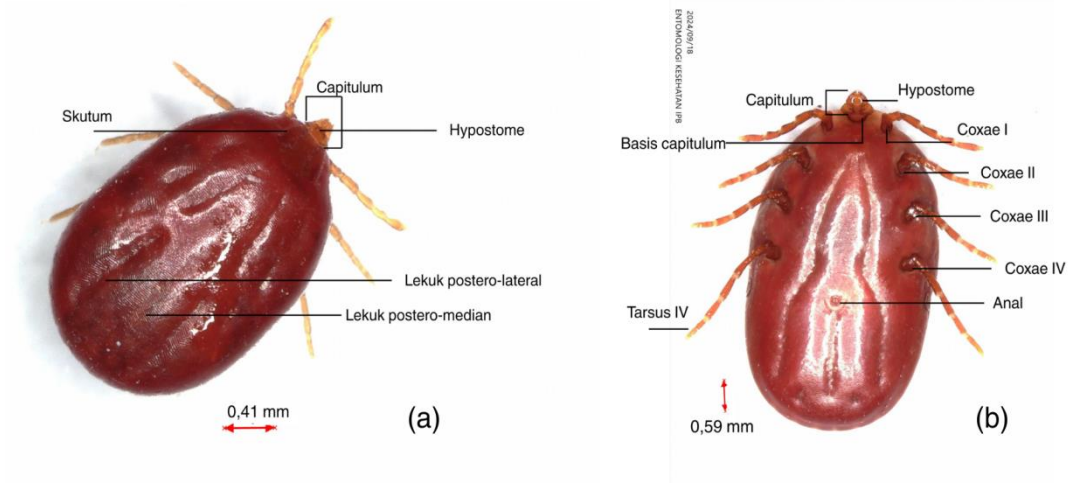 Capitulum
Skutum
Hypostome
Lekuk postero-lateral
Lekuk postero-median
0,41 mm
(a)
2024/09/18
ENTOMOLOGI KESEHATAN IPB
Capitulum
Hypostome
Basis capitulum
Coxae I
Coxae II
Coxae III
Coxae IV
Anal
Tarsus IV
0,59 mm
(b)